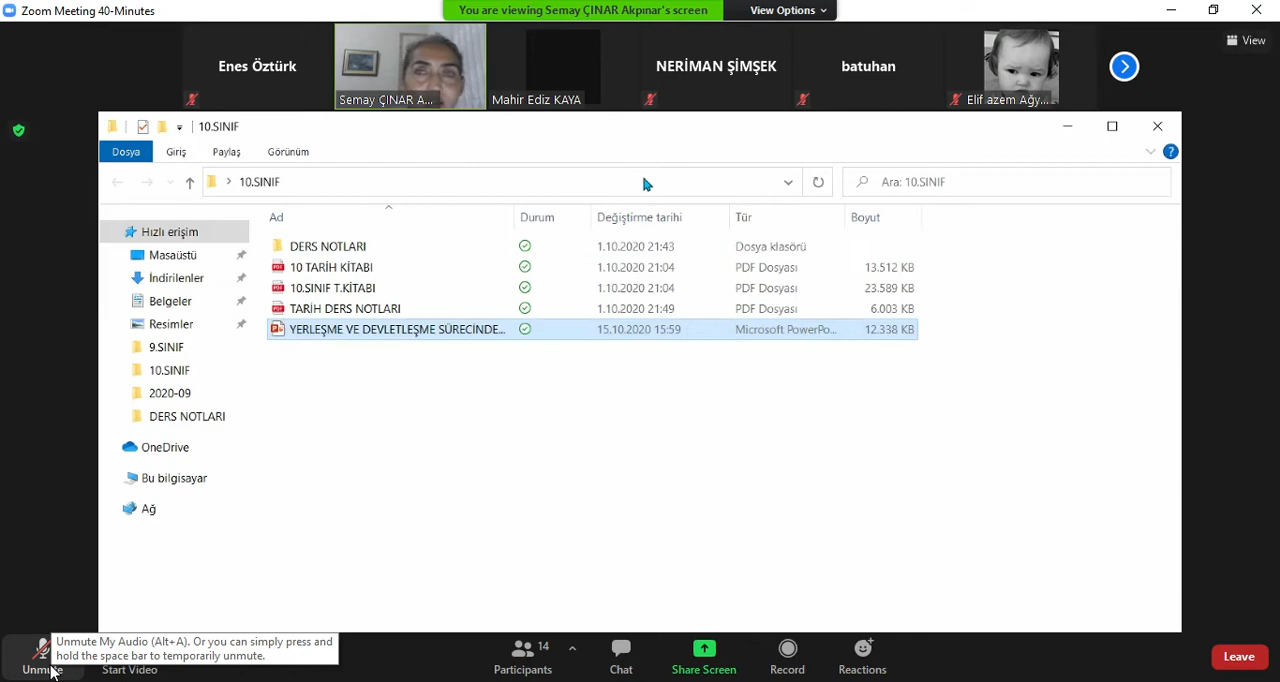 Zoom Meeting 40-Minutes
You are viewing Semay ÇINAR Akpınar's screen
View Options
View
Enes Öztürk
Semay ÇINAR A...
Mahir Ediz KAYA
NERİMAN ŞİMŞEK
batuhan
Elif azem Ağy...
10.SINIF
Dosya Giriş Paylaş Görünüm
10.SINIF
Ara: 10.SINIF
Ad Durum Değiştirme tarihi Tür Boyut
Hızlı erişim
Masaüstü
İndirilenler
Belgeler
Resimler
9.SINIF
10.SINIF
2020-09
DERS NOTLARI
OneDrive
Bu bilgisayar
Ağ
DERS NOTLARI 1.10.2020 21:43 Dosya klasörü
10 TARİH KİTABI 1.10.2020 21:04 PDF Dosyası 13.512 KB
10.SINIF T.KİTABI 1.10.2020 21:04 PDF Dosyası 23.589 KB
TARİH DERS NOTLARI 1.10.2020 21:49 PDF Dosyası 6.003 KB
YERLEŞME VE DEVLETLEŞME SÜRECİNDE... 15.10.2020 15:59 Microsoft PowerPo... 12.338 KB
Unmute My Audio (Alt+A). Or you can simply press and
hold the space bar to temporarily unmute.
Unmute
Start Video
14
Participants
Chat
Share Screen
Record
Reactions
Leave